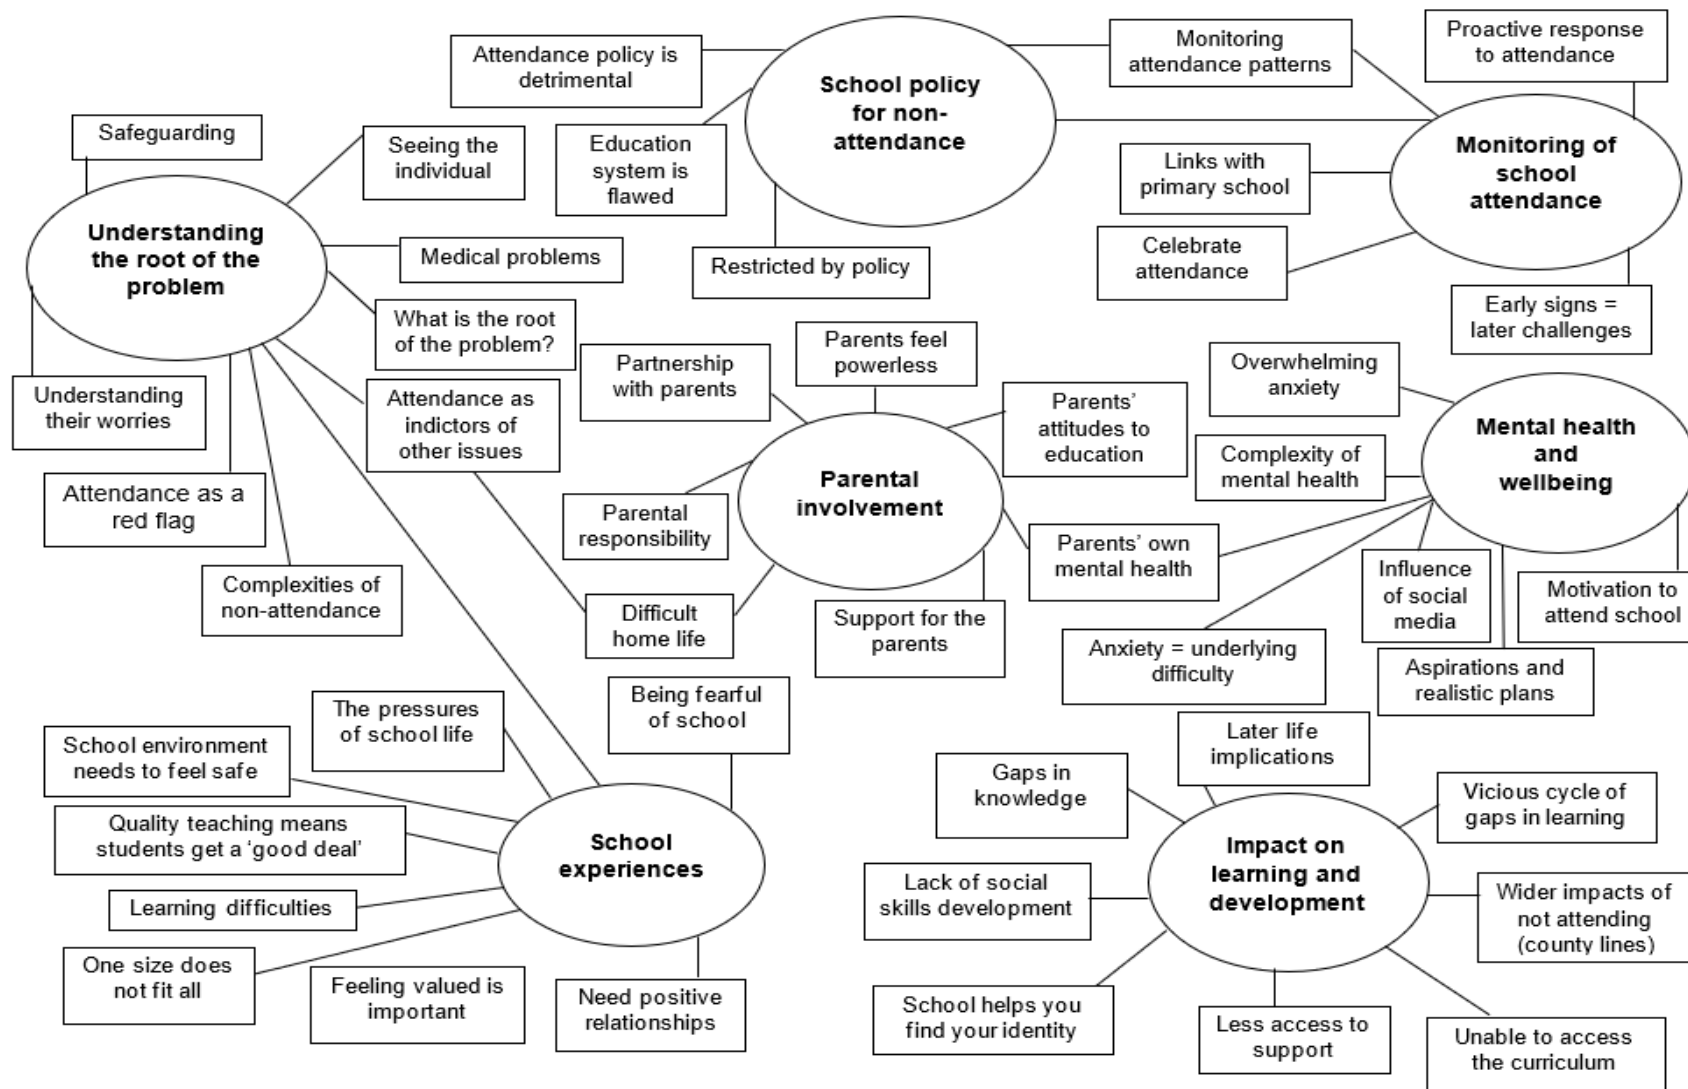 Attendance policy is
detrimental
School policy
for non-
attendance
Monitoring
attendance patterns
Proactive response
to attendance
Safeguarding
Seeing the
individual
Education
system is
flawed
Links with
primary school
Monitoring of
school
attendance
Understanding
the root of the
problem
Medical problems
Restricted by policy
Celebrate
attendance
What is the root
of the problem?
Early signs =
later challenges
Partnership
with parents
Parents feel
powerless
Overwhelming
anxiety
Understanding
their worries
Attendance as
indictors of
other issues
Parents’
attitudes to
education
Mental health
and
wellbeing
Complexity of
mental health
Attendance as a
red flag
Parental
involvement
Parental
responsibility
Parents’ own
mental health
Complexities of
non-attendance
Difficult
home life
Support for the
parents
Influence
of social
media
Motivation to
attend school
Anxiety = underlying
difficulty
Aspirations and
realistic plans
Being fearful
of school
The pressures
of school life
School environment
needs to feel safe
Later life
implications
Gaps in
knowledge
Vicious cycle of
gaps in learning
Quality teaching means
students get a ‘good deal’
School
experiences
Impact on
learning and
development
Learning difficulties
Lack of social
skills development
Wider impacts of
not attending
(county lines)
One size does
not fit all
Feeling valued is
important
Need positive
relationships
School helps you
find your identity
Less access to
support
Unable to access
the curriculum